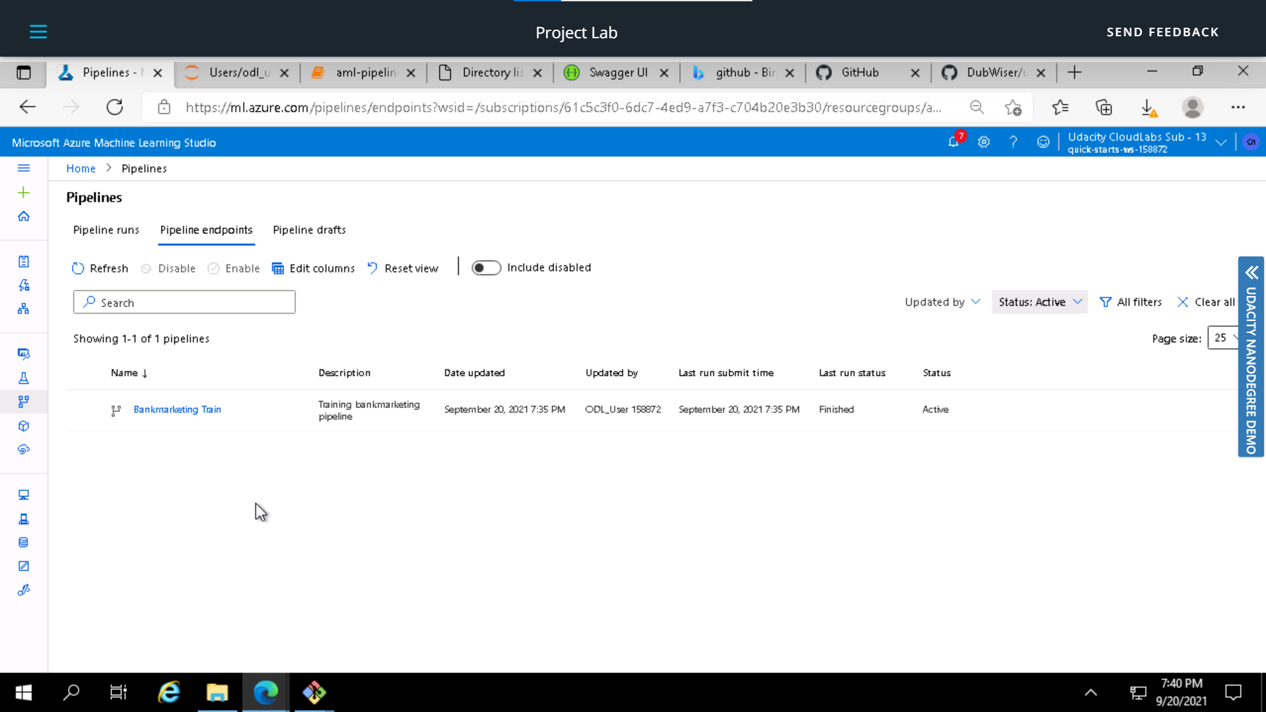 Project Lab
SEND FEEDBACK
Pipelines -
Users/odl_u
aml-pipelin
Directory lis
Swagger UI
github - Bin
GitHub
DubWiser/u
https://ml.azure.com/pipelines/endpoints?wsid=/subscriptions/61c5c3f0-6dc7-4ed9-a7f3-c704b20e3b30/resourcegroups/a...
Microsoft Azure Machine Learning Studio
7
Udacity CloudLabs Sub - 13
quick-starts-ws-158872
Home > Pipelines
Pipelines
Pipeline runs
Pipeline endpoints
Pipeline drafts
Refresh
Disable
Enable
Edit columns
Reset view
Include disabled
Search
Updated by
Status: Active
All filters
Clear all
Showing 1-1 of 1 pipelines
Page size:
25
Name ↓
Description
Date updated
Updated by
Last run submit time
Last run status
Status
Bankmarketing Train
Training bankmarketing
pipeline
September 20, 2021 7:35 PM
ODL_User 158872
September 20, 2021 7:35 PM
Finished
Active
UDACITY NANODEGREE DEMO
7:40 PM
9/20/2021